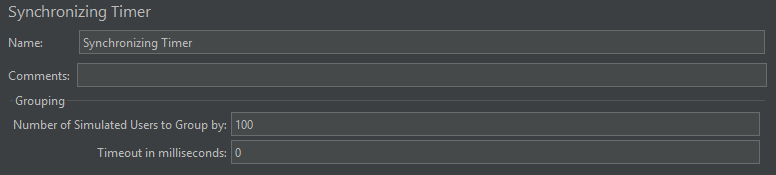 Synchronizing Timer
Name: Synchronizing Timer
Comments:
Grouping
Number of Simulated Users to Group by: 100
Timeout in milliseconds: 0